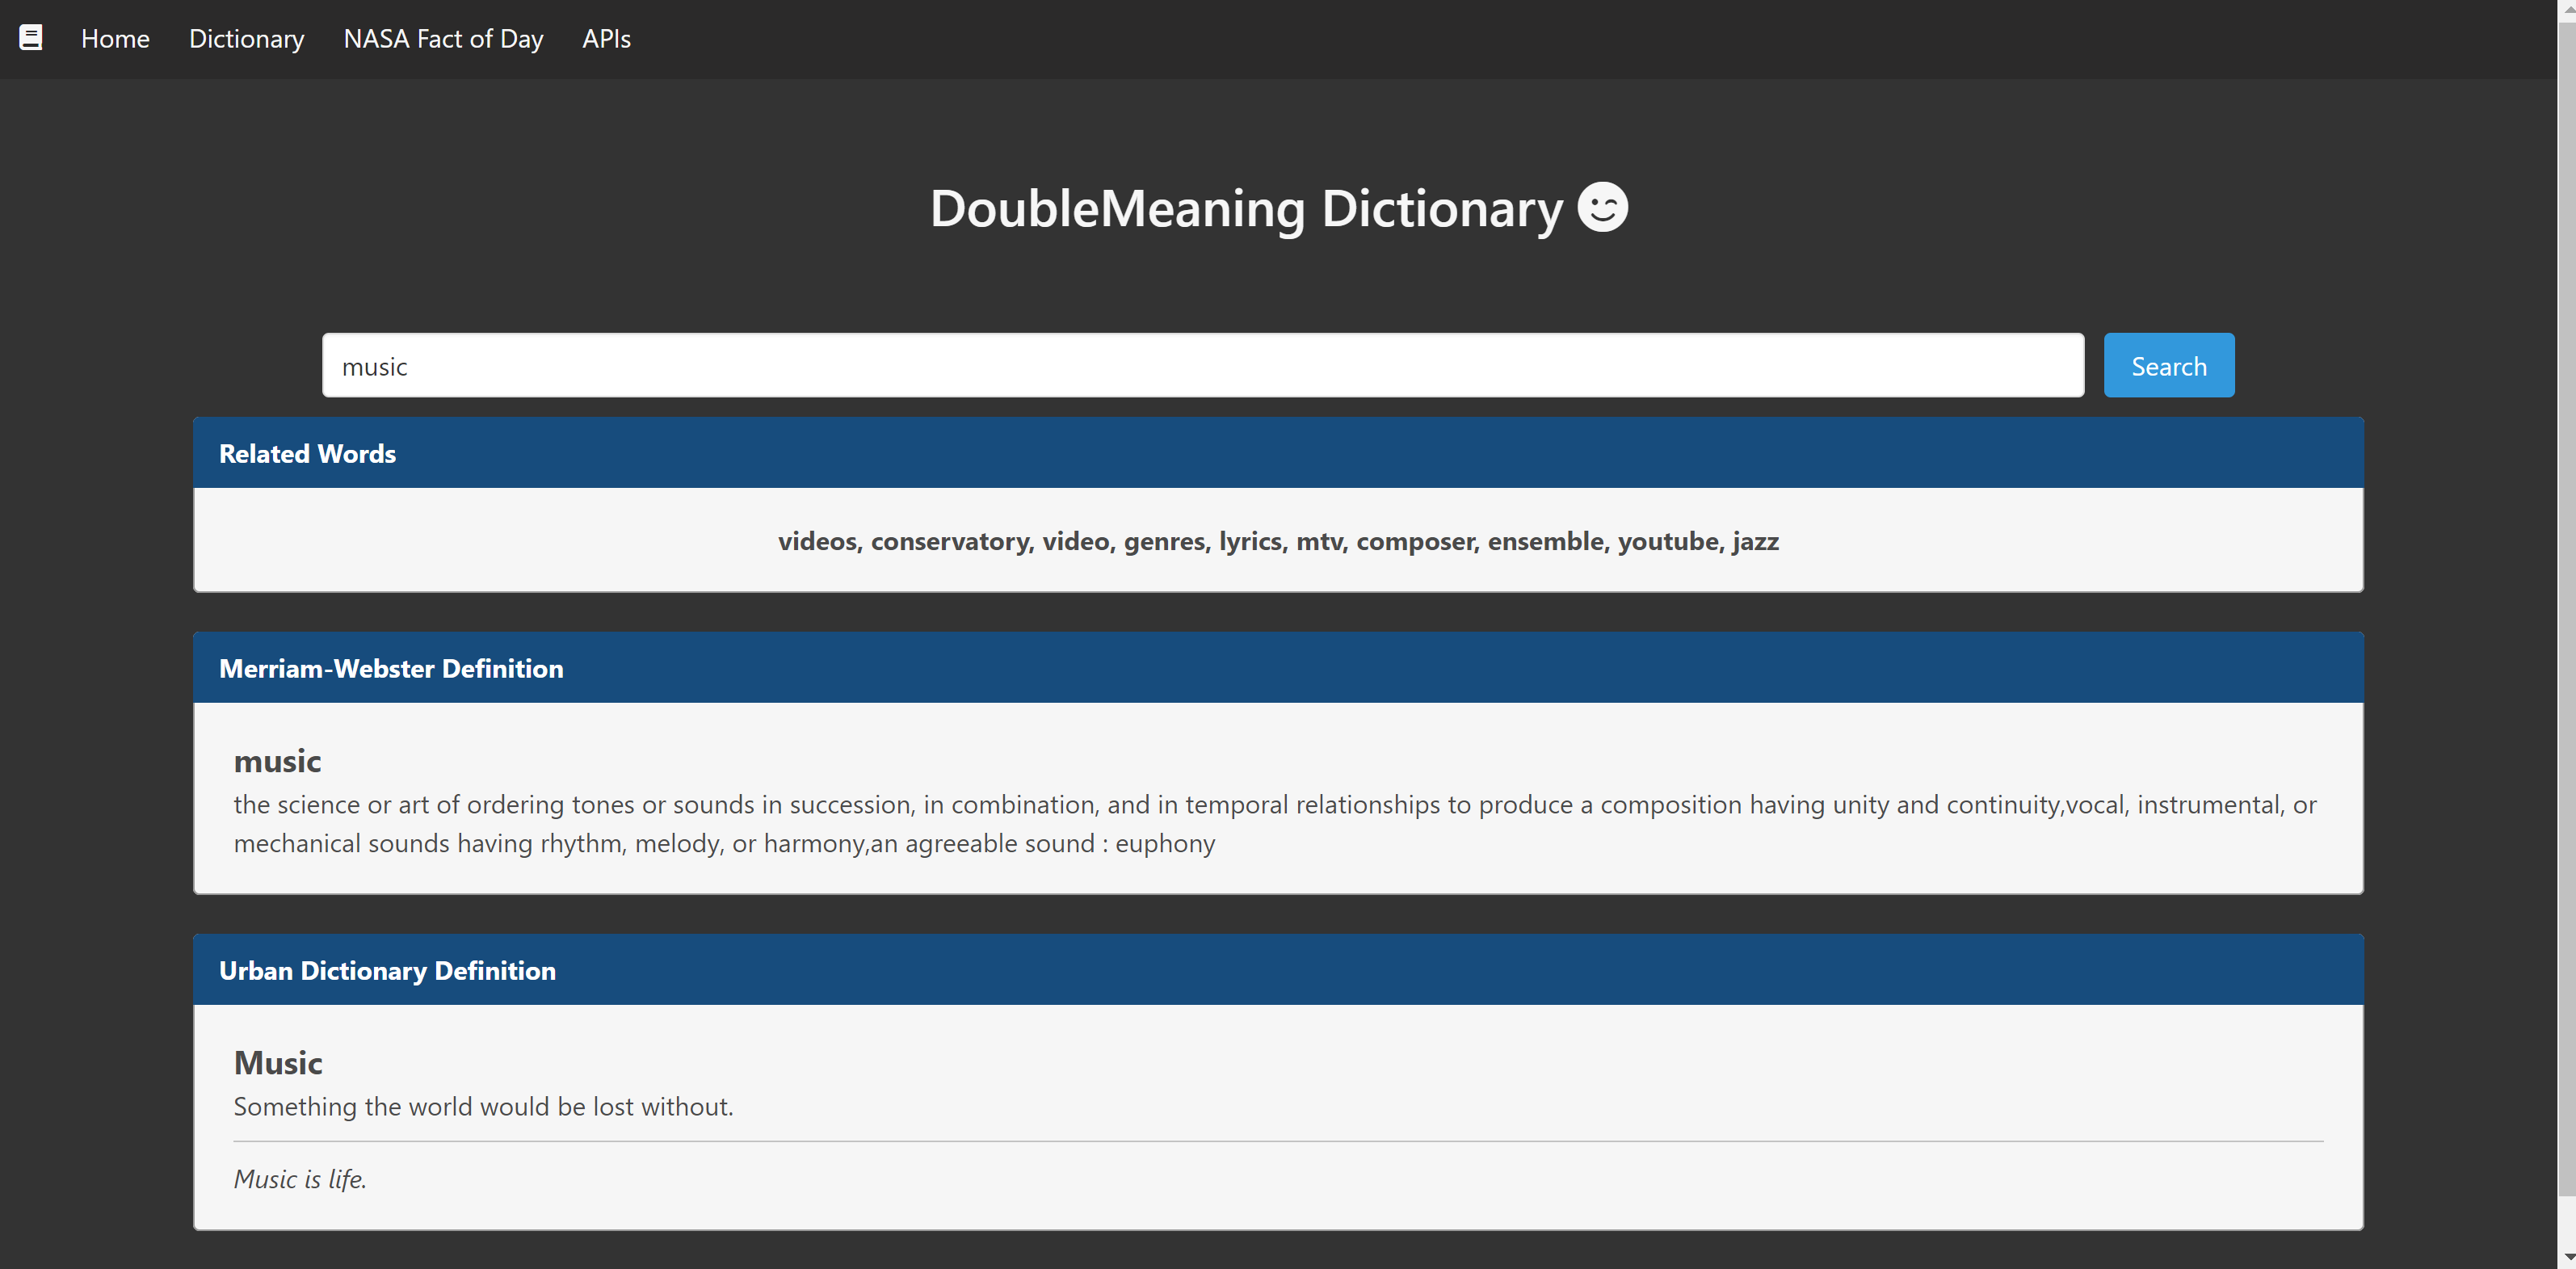 Home Dictionary NASA Fact of Day APIs
DoubleMeaning Dictionary
music Search
Related Words
videos, conservatory, video, genres, lyrics, mtv, composer, ensemble, youtube, jazz
Merriam-Webster Definition
music
the science or art of ordering tones or sounds in succession, in combination, and in temporal relationships to produce a composition having unity and continuity,vocal, instrumental, or
mechanical sounds having rhythm, melody, or harmony,an agreeable sound : euphony
Urban Dictionary Definition
Music
Something the world would be lost without.
Music is life.